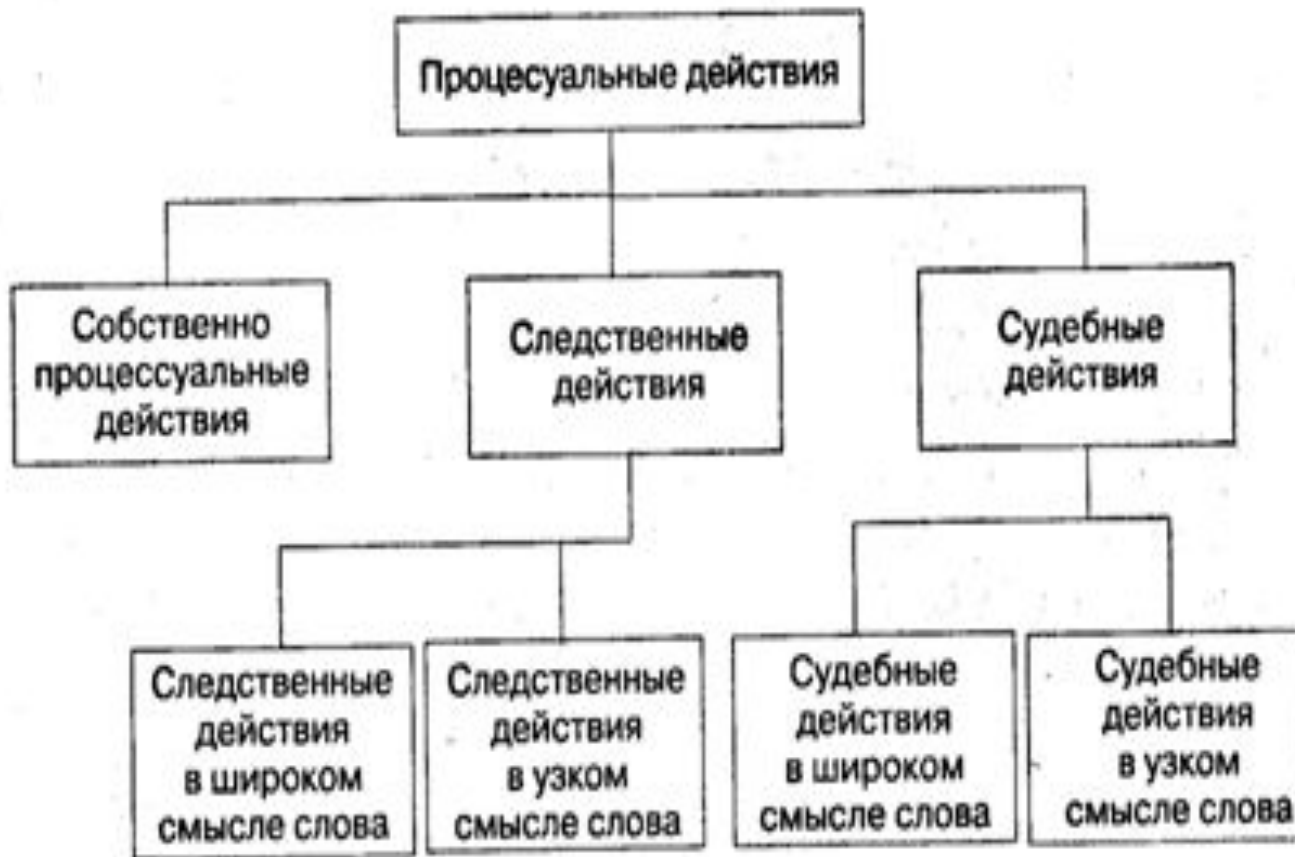 Процесуальные действия
Собственно
процессуальные
действия
Следственные
действия
Судебные
действия
Следственные
действия
в широком
смысле слова
Следственные
действия
в узком
смысле слова
Судебные
действия
в широком
смысле слова
Судебные
действия
в узком
смысле слова